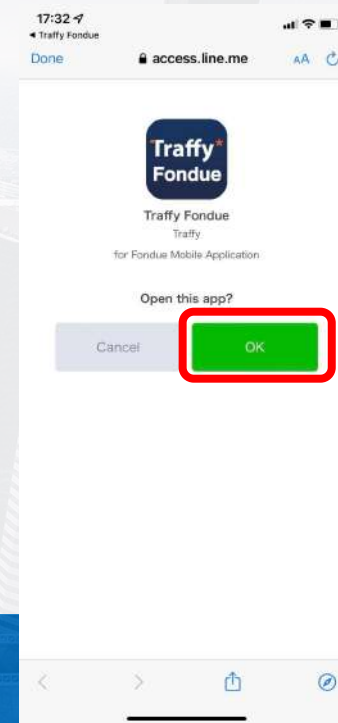 17:32
◀ Traffy Fondue
Done
access.line.me
AA
Traffy*
Fondue
Traffy Fondue
Traffy
for Fondue Mobile Application
Open this app?
Cancel
OK